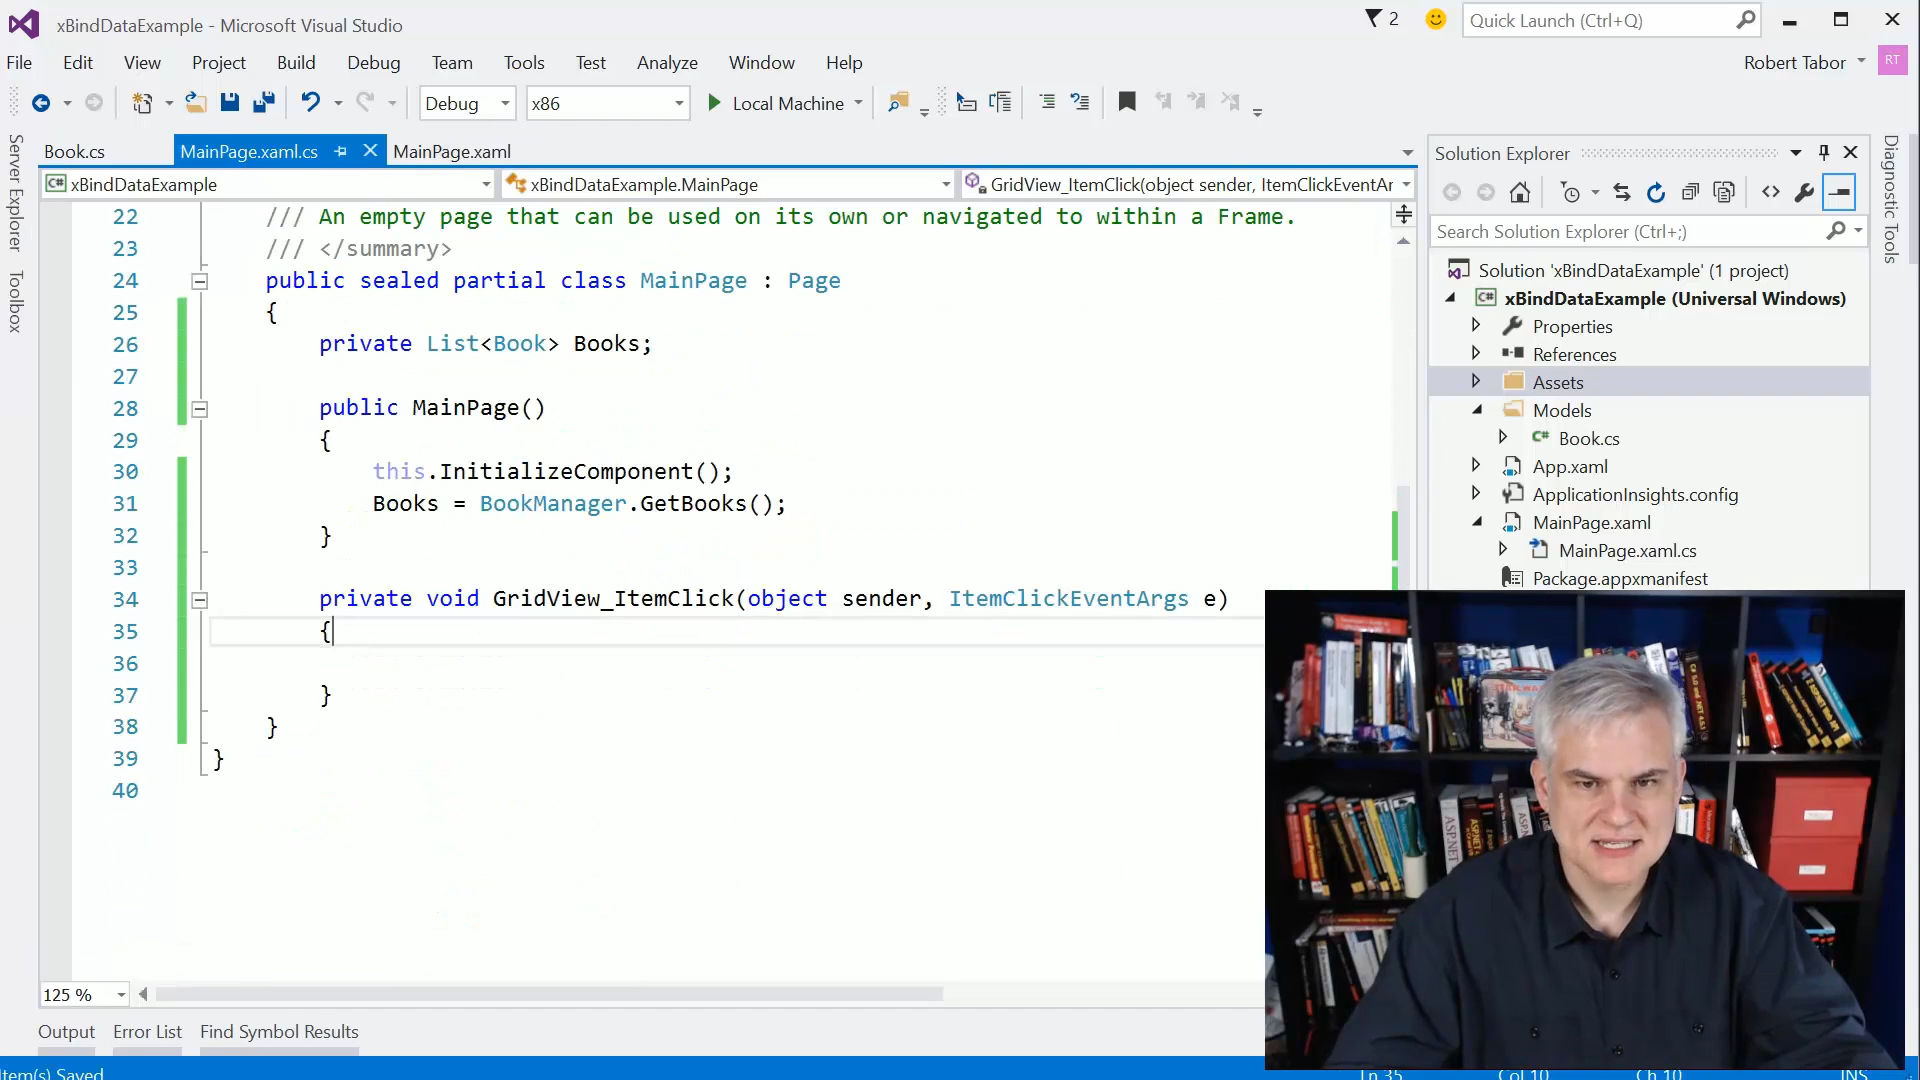 xBindDataExample - Microsoft Visual Studio
2
Quick Launch (Ctrl+Q)
File Edit View Project Build Debug Team Tools Test Analyze Window Help
Robert Tabor
RT
Debug x86 Local Machine
Server Explorer
Toolbox
Book.cs MainPage.xaml.cs MainPage.xaml
xBindDataExample xBindDataExample.MainPage GridView_ItemClick(object sender, ItemClickEventAr
22 /// An empty page that can be used on its own or navigated to within a Frame.
23 /// </summary>
24 public sealed partial class MainPage : Page
25 {
26 private List<Book> Books;
27
28 public MainPage()
29 {
30 this.InitializeComponent();
31 Books = BookManager.GetBooks();
32 }
33
34 private void GridView_ItemClick(object sender, ItemClickEventArgs e)
35 {
36
37 }
38 }
39 }
40
125 %
Output Error List Find Symbol Results
Item(s) Saved
Ln 35 Col 10 Ch 10 INS
Solution Explorer
Search Solution Explorer (Ctrl+;)
Solution 'xBindDataExample' (1 project)
C# xBindDataExample (Universal Windows)
Properties
References
Assets
Models
C# Book.cs
App.xaml
ApplicationInsights.config
MainPage.xaml
MainPage.xaml.cs
Package.appxmanifest
Diagnostic Tools
ASP.NET